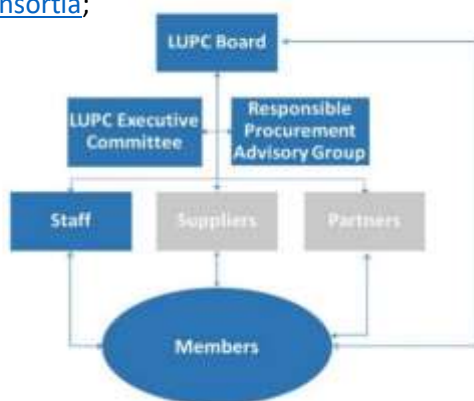 nsortia;
LUPC Board
LUPC Executive
Committee
Responsible
Procurement
Advisory Group
Staff
Suppliers
Partners
Members